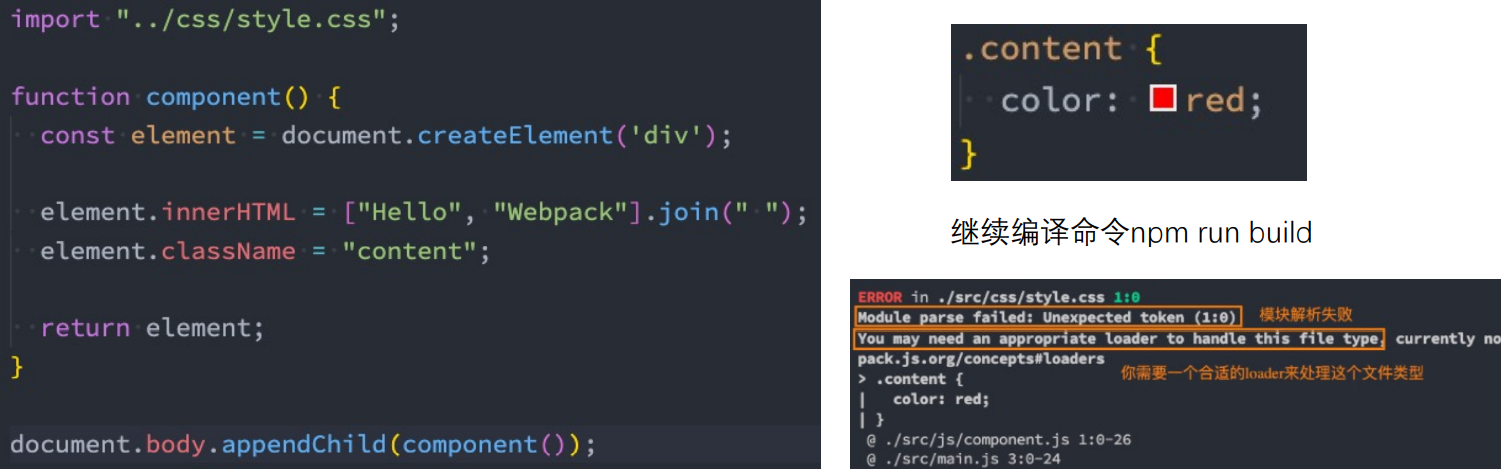 import "../css/style.css";
function component() {
const element = document.createElement('div');
element.innerHTML = ["Hello", "Webpack"].join(" ");
element.className = "content";
return element;
}
document.body.appendChild(component());
.content {
color: red;
}
继续编译命令npm run build
ERROR in ./src/css/style.css 1:0
Module parse failed: Unexpected token (1:0) 模块解析失败
You may need an appropriate loader to handle this file type, currently no
pack.js.org/concepts#loaders
你需要一个合适的loader来处理这个文件类型
> .content {
| color: red;
| }
@ ./src/js/component.js 1:0-26
@ ./src/main.js 3:0-24